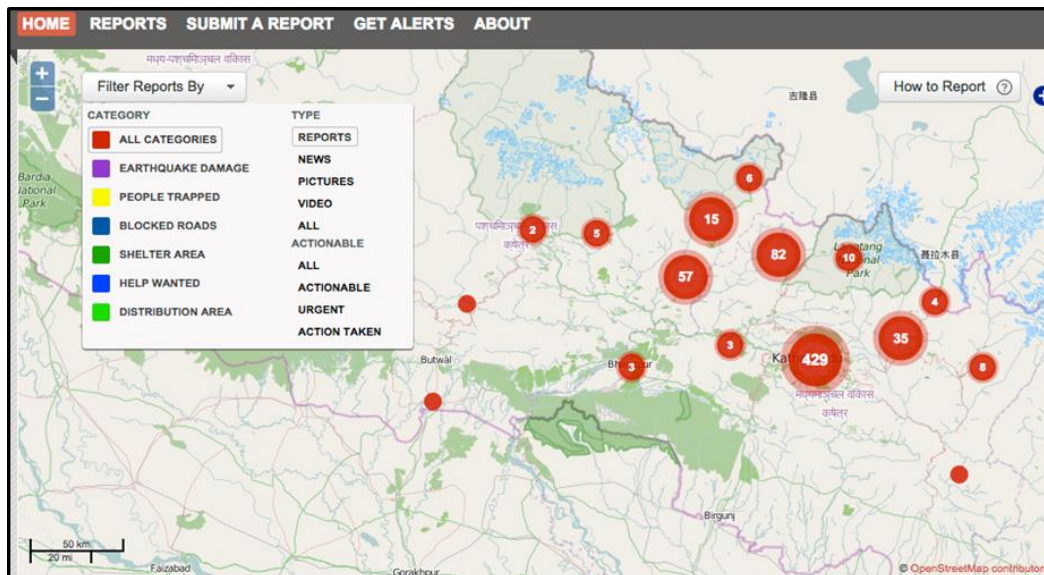 HOME REPORTS SUBMIT A REPORT GET ALERTS ABOUT
+
−
Filter Reports By
How to Report ?
CATEGORY
ALL CATEGORIES
EARTHQUAKE DAMAGE
PEOPLE TRAPPED
BLOCKED ROADS
SHELTER AREA
HELP WANTED
DISTRIBUTION AREA
TYPE
REPORTS
NEWS
PICTURES
VIDEO
ALL
ACTIONABLE
ALL
ACTIONABLE
URGENT
ACTION TAKEN
Bardia
National
Park
吉隆县
6
15
2
5
82
10
National
Park
聂拉木县
57
4
35
3
429
3
8
Butwal
Birgunj
50 km
20 mi
Faizabad
Gorakhpur
© OpenStreetMap contributor